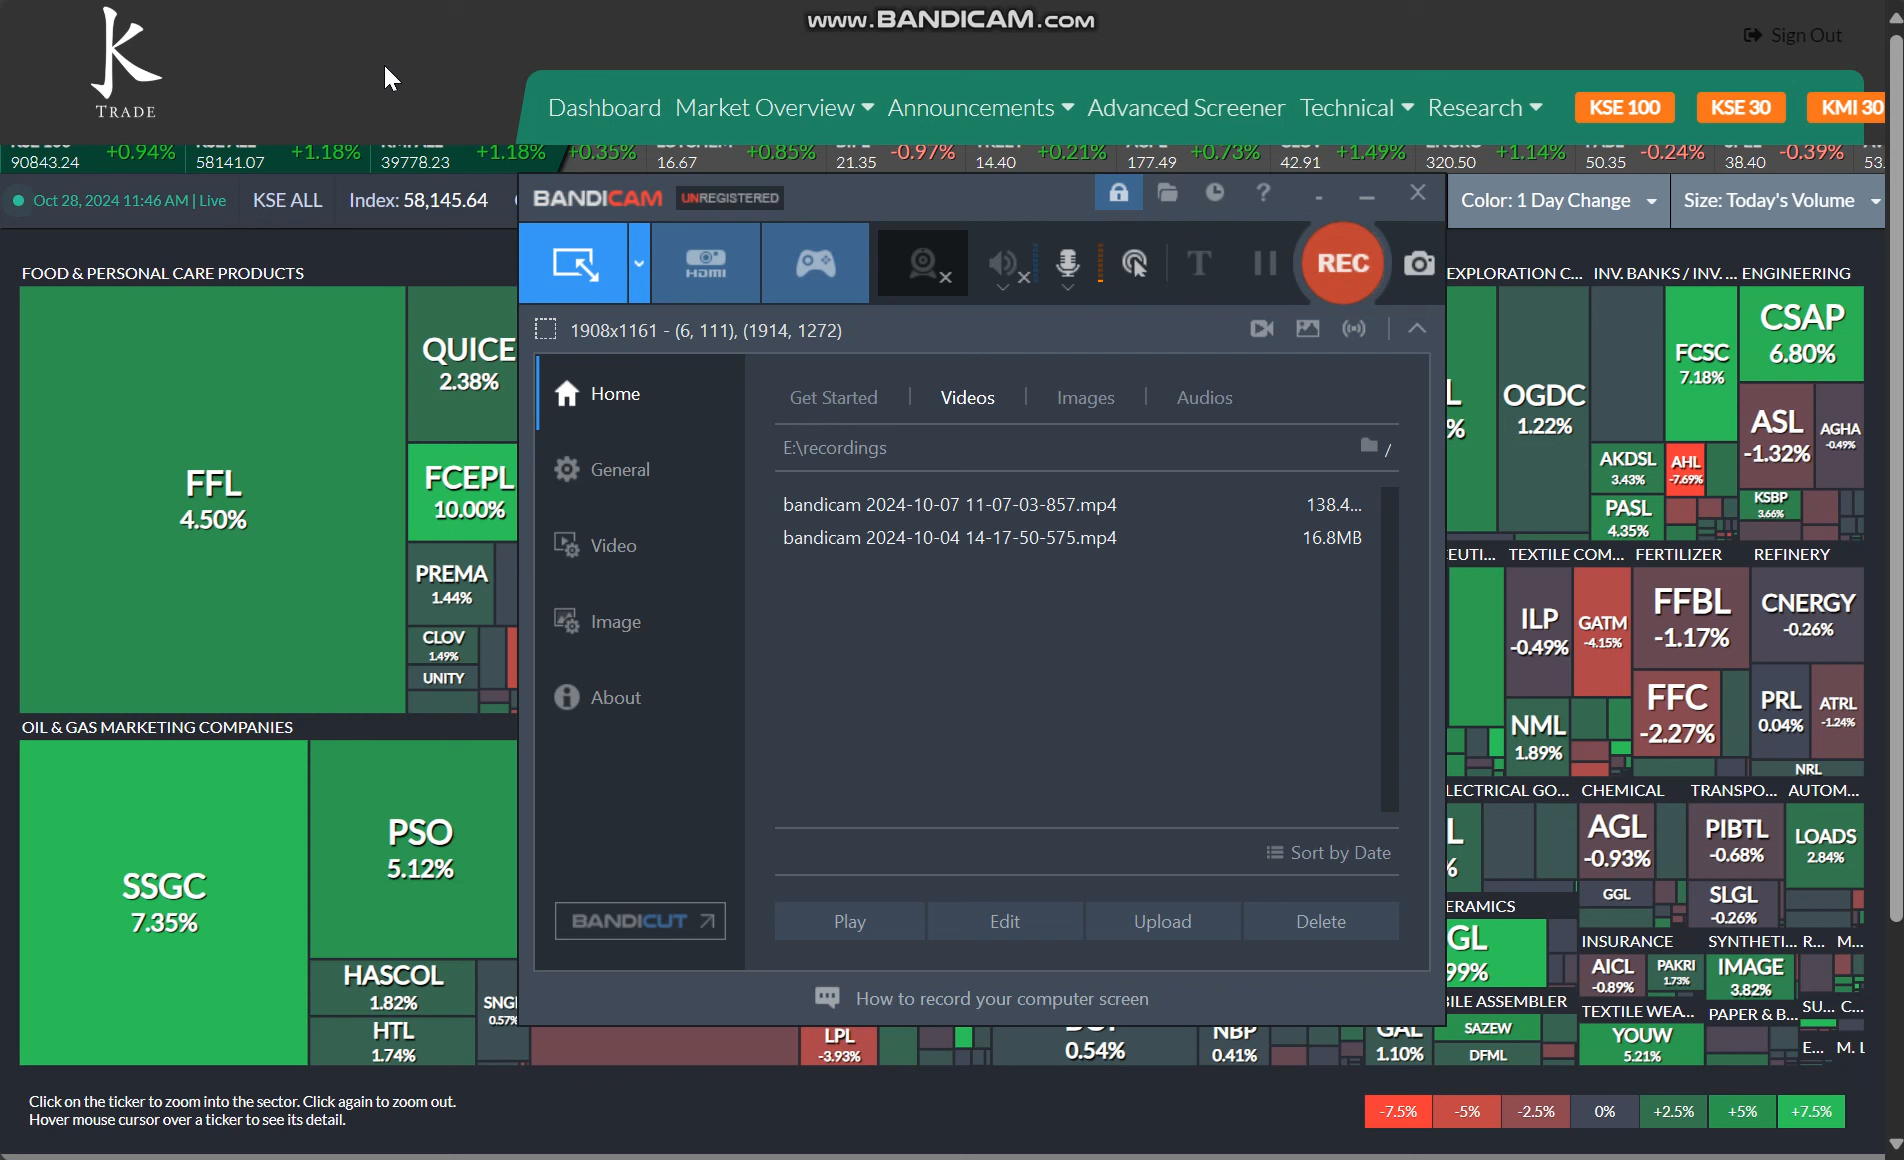 www.BANDICAM.com
K
TRADE
Sign Out
Dashboard Market Overview Announcements Advanced Screener Technical Research KSE 100 KSE 30 KMI 30
90843.24 +0.94% 58141.07 +1.18% 39778.23 +1.18% +0.35% 16.67 +0.85% 21.35 -0.97% 14.40 +0.21% 177.49 +0.73% 42.91 +1.49% 320.50 +1.14% 50.35 -0.24% 38.40 -0.39% 53.
Oct 28, 2024 11:46 AM | Live KSE ALL Index: 58,145.64
Color: 1 Day Change Size: Today's Volume
BANDICAM UNREGISTERED
HDMI
T
REC
1908x1161 - (6, 111), (1914, 1272)
Home
General
Video
Image
About
BANDICUT
Get Started | Videos | Images | Audios
E:\recordings /
bandicam 2024-10-07 11-07-03-857.mp4 138.4...
bandicam 2024-10-04 14-17-50-575.mp4 16.8MB
Sort by Date
Play Edit Upload Delete
How to record your computer screen
FOOD & PERSONAL CARE PRODUCTS
FFL
4.50%
QUICE
2.38%
FCEPL
10.00%
PREMA
1.44%
CLOV
1.49%
UNITY
OIL & GAS MARKETING COMPANIES
SSGC
7.35%
PSO
5.12%
HASCOL
1.82%
HTL
1.74%
SNG
0.57%
LPL
-3.93%
0.54%
NBP
0.41%
GAL
1.10%
EXPLORATION C... INV. BANKS / INV. ... ENGINEERING
L
%
OGDC
1.22%
FCSC
7.18%
AKDSL
3.43%
AHL
-7.69%
PASL
4.35%
CSAP
6.80%
ASL
-1.32%
AGHA
-0.49%
KSBP
3.66%
EUTI... TEXTILE COM... FERTILIZER REFINERY
ILP
-0.49%
GATM
-4.15%
NML
1.89%
FFBL
-1.17%
FFC
-2.27%
CNERGY
-0.26%
PRL
0.04%
ATRL
-1.24%
NRL
LECTRICAL GO... CHEMICAL TRANSPO... AUTOM...
L
%
AGL
-0.93%
GGL
PIBTL
-0.68%
SLGL
-0.26%
LOADS
2.84%
ERAMICS
GL
99%
INSURANCE SYNTHETI... R... M...
AICL
-0.89%
PAKRI
1.73%
IMAGE
3.82%
BILE ASSEMBLER
SAZEW
DFML
TEXTILE WEA... PAPER & B... SU... C...
YOUW
5.21%
E... M. L
Click on the ticker to zoom into the sector. Click again to zoom out.
Hover mouse cursor over a ticker to see its detail.
-7.5% -5% -2.5% 0% +2.5% +5% +7.5%